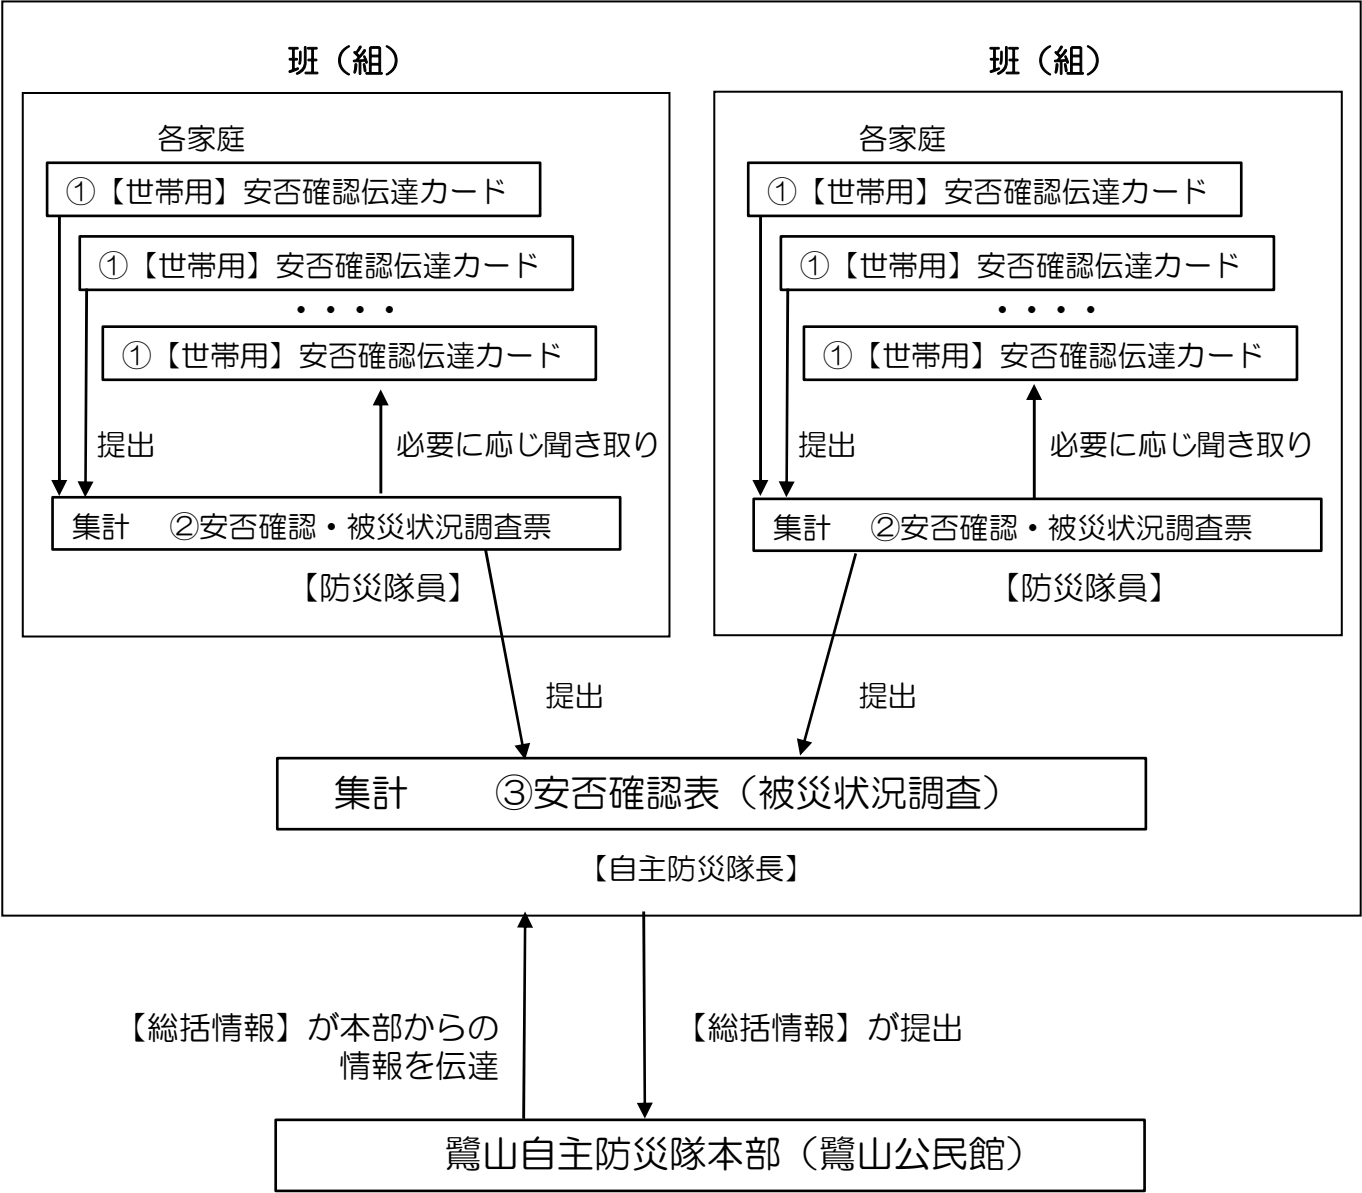 班（組）
各家庭
①【世帯用】安否確認伝達カード
①【世帯用】安否確認伝達カード
・・・・
①【世帯用】安否確認伝達カード
提出
必要に応じ聞き取り
集計　②安否確認・被災状況調査票
【防災隊員】
班（組）
各家庭
①【世帯用】安否確認伝達カード
①【世帯用】安否確認伝達カード
・・・・
①【世帯用】安否確認伝達カード
提出
必要に応じ聞き取り
集計　②安否確認・被災状況調査票
【防災隊員】
提出
提出
集計　③安否確認表（被災状況調査）
【自主防災隊長】
【総括情報】が本部からの
情報を伝達
【総括情報】が提出
鷺山自主防災隊本部（鷺山公民館）